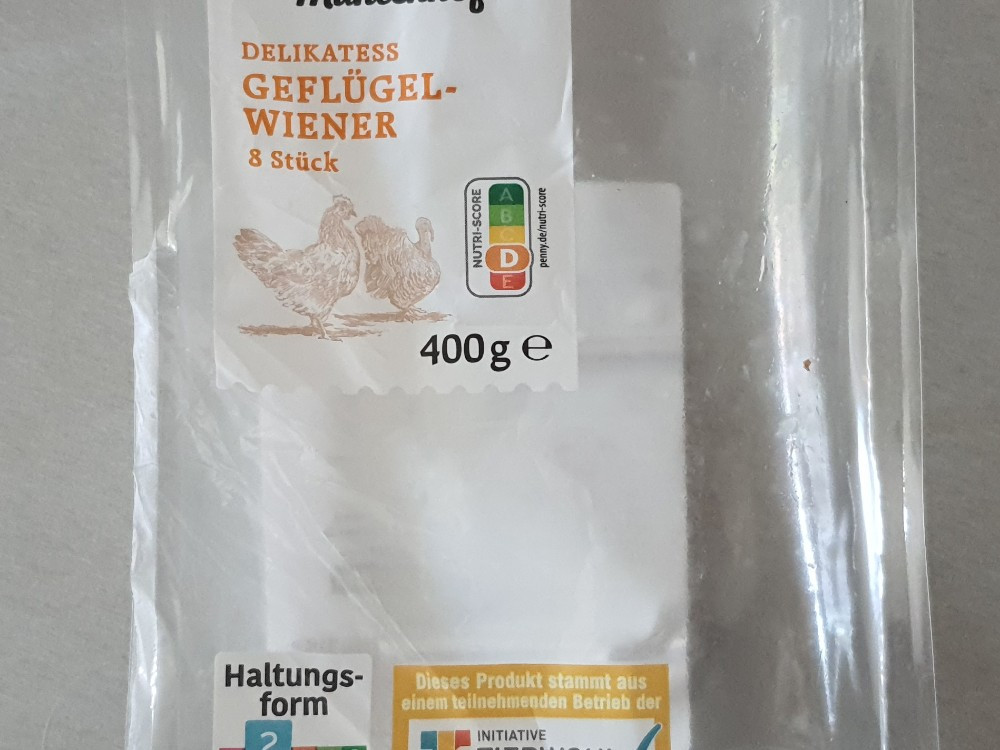 DELIKATESS
GEFLÜGEL-
WIENER
8 Stück
NUTRI-SCORE
A
B
C
D
E
penny.de/nutri-score
400g ℮
Haltungs-
form
2
Dieses Produkt stammt aus
einem teilnehmenden Betrieb der
INITIATIVE